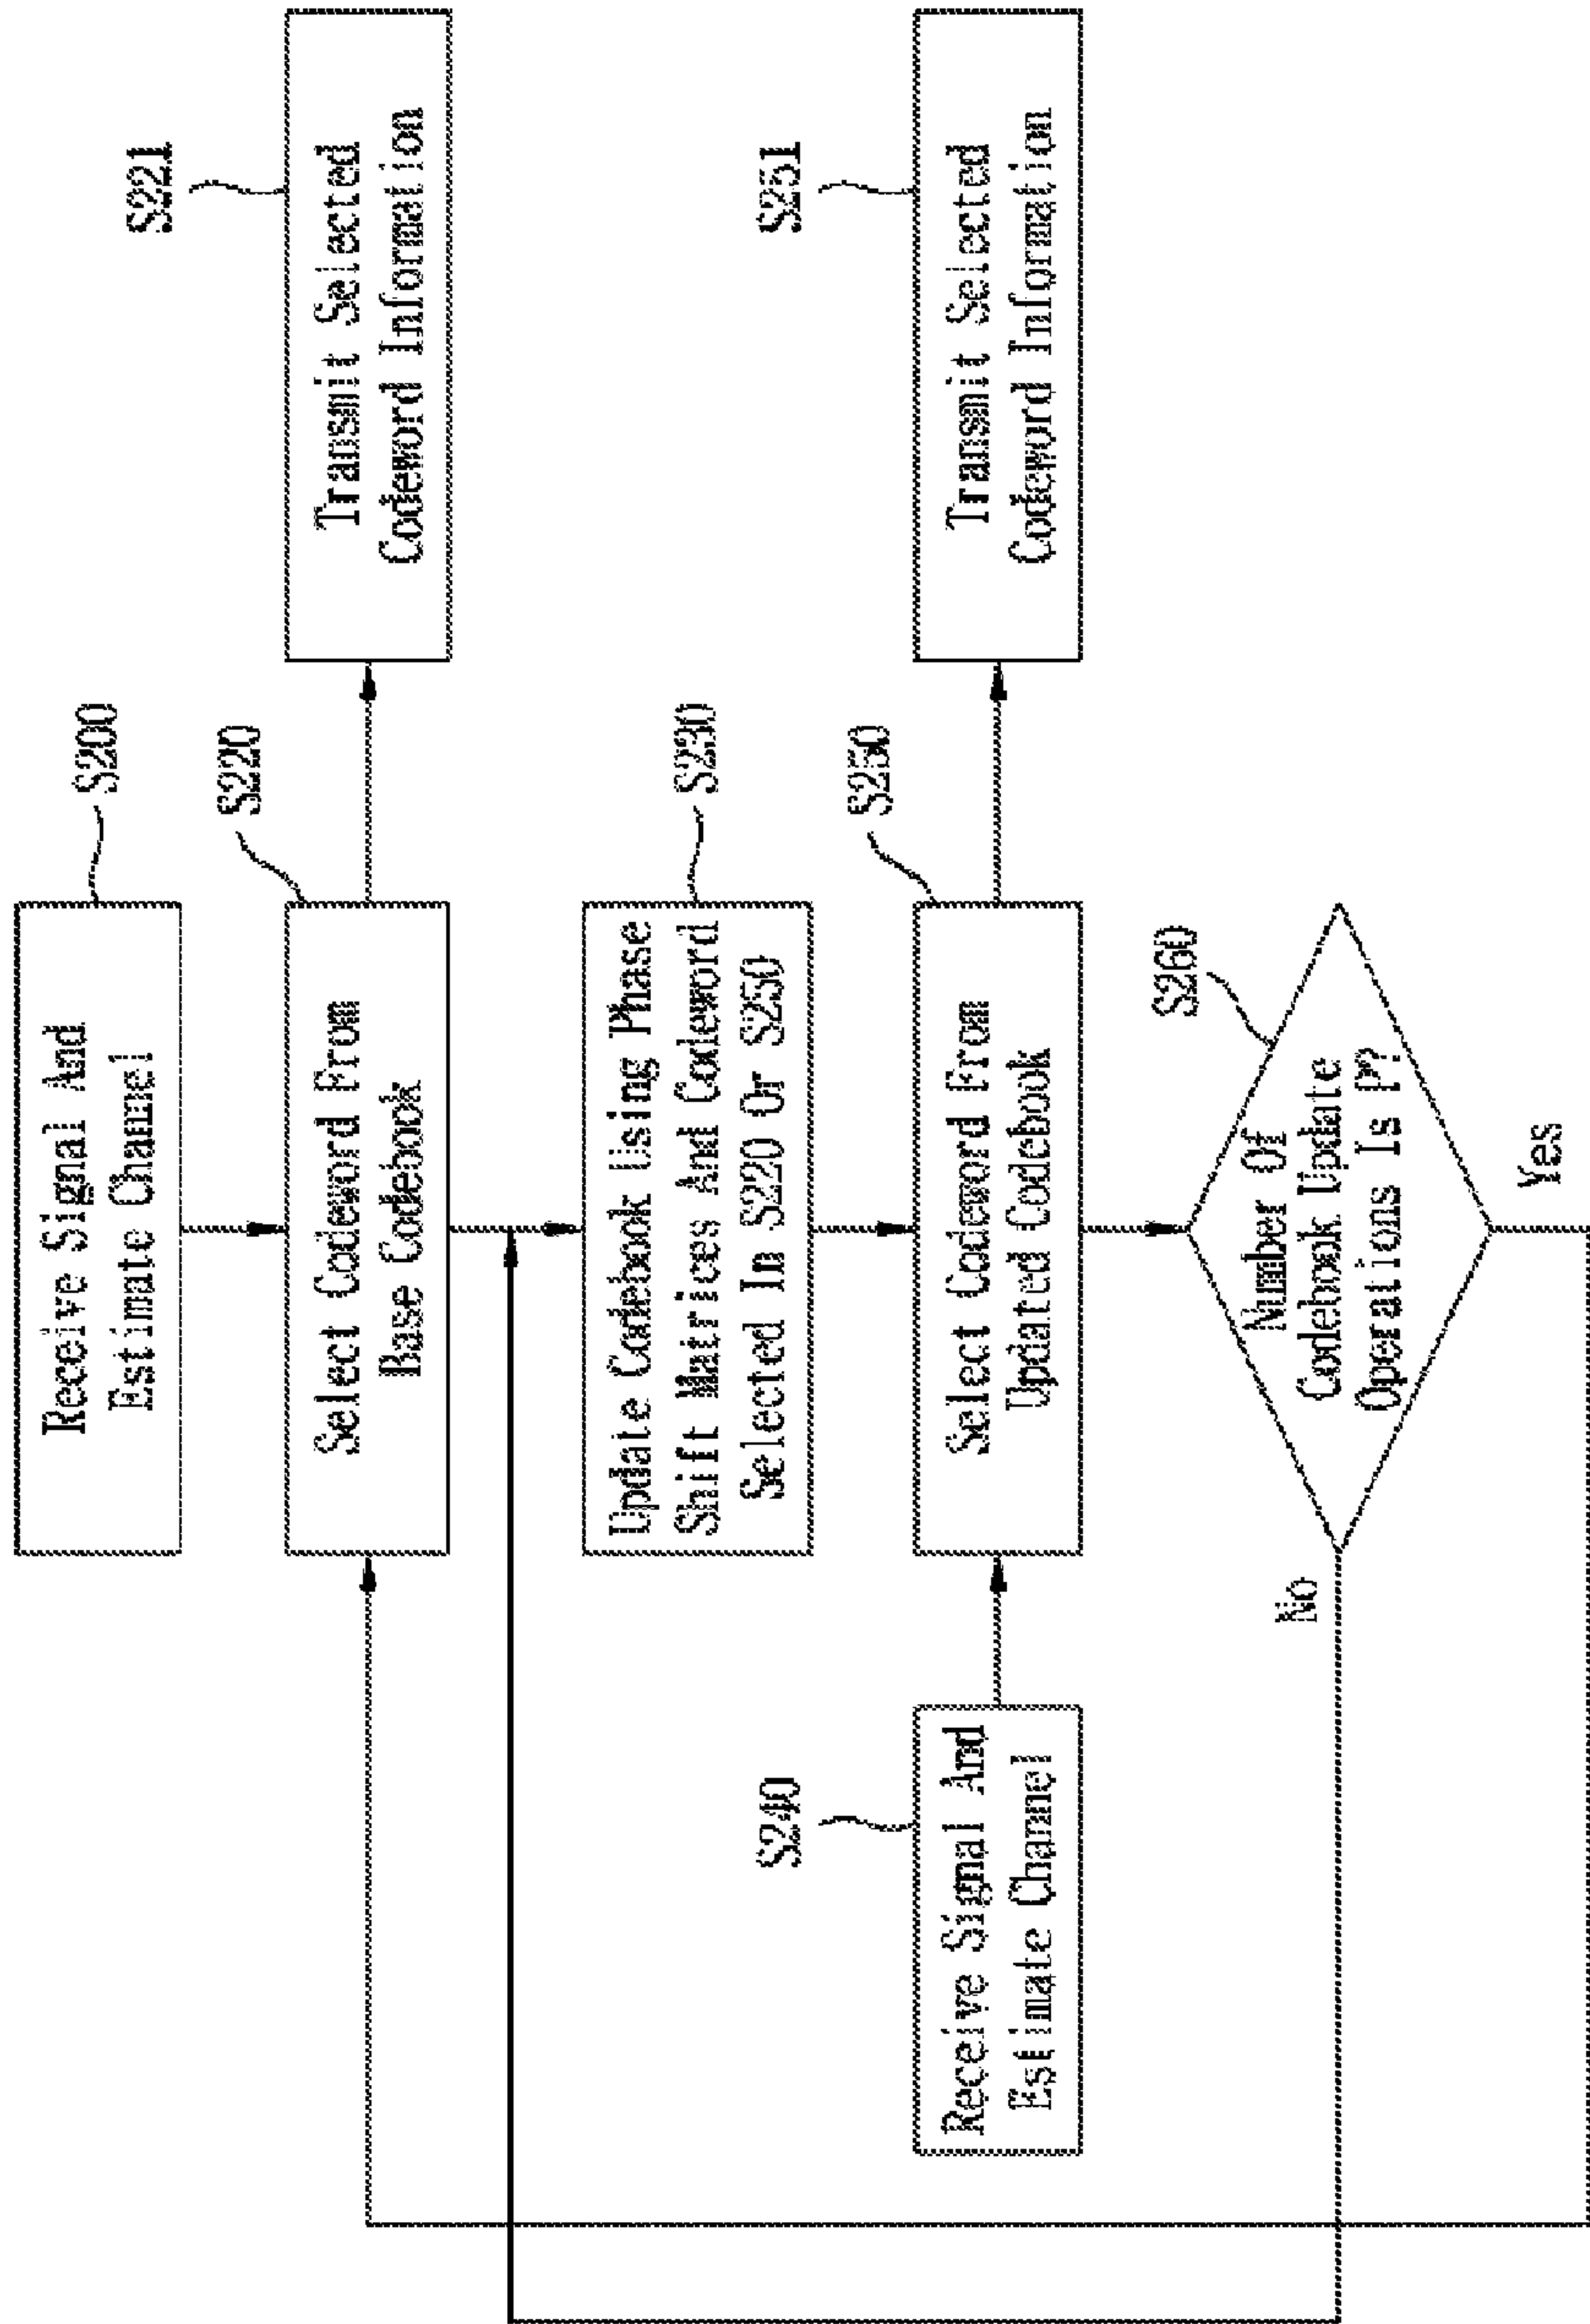 S200
Receive Signal And
Estimate Channel
S220
Select Codeword From
Base Codebook
S221
Transmit Selected
Codeword Information
S230
Update Codebook Using Phase
Shift Matrices And Codeword
Selected In S220 Or S250
S240
Receive Signal And
Estimate Channel
S250
Select Codeword From
Updated Codebook
S251
Transmit Selected
Codeword Information
S260
Number Of
Codebook Update
Operations Is P?
No
Yes